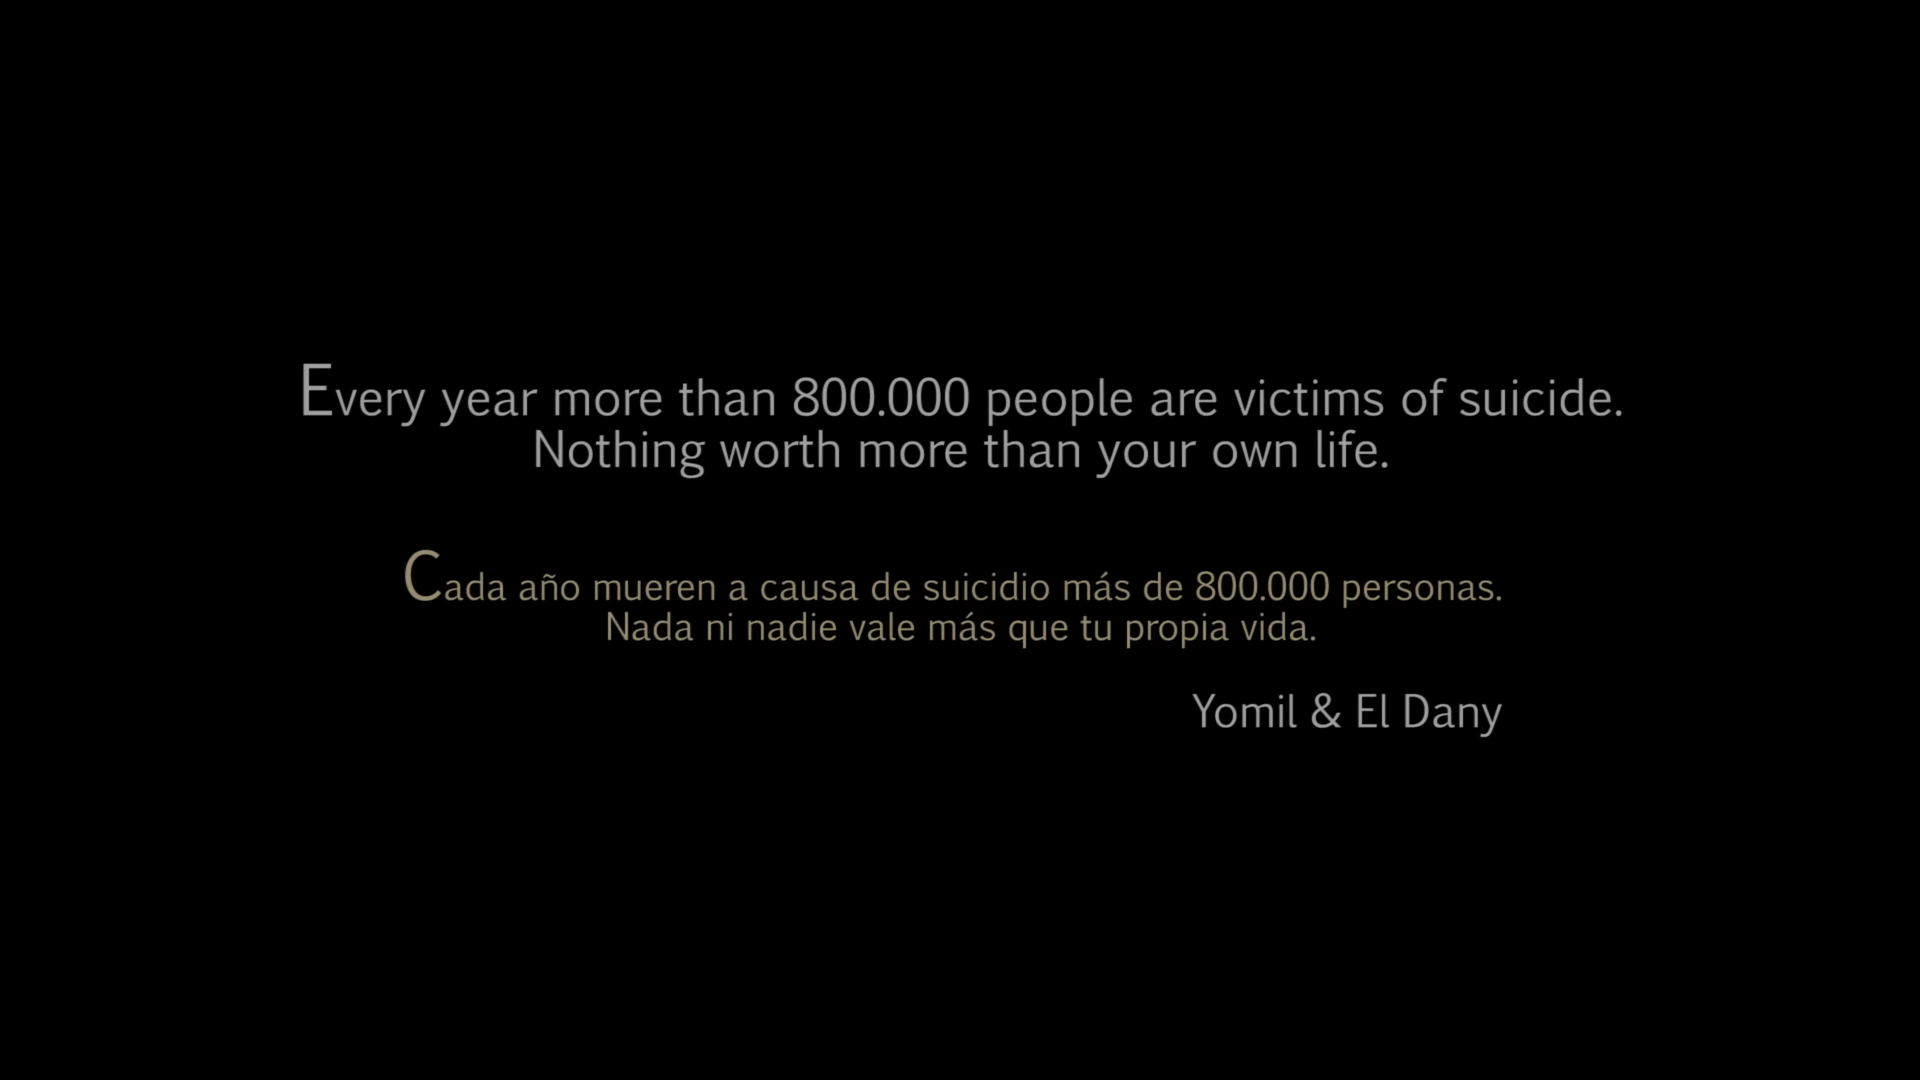 Every year more than 800.000 people are victims of suicide.
Nothing worth more than your own life.
Cada año mueren a causa de suicidio más de 800.000 personas.
Nada ni nadie vale más que tu propia vida.
Yomil & El Dany